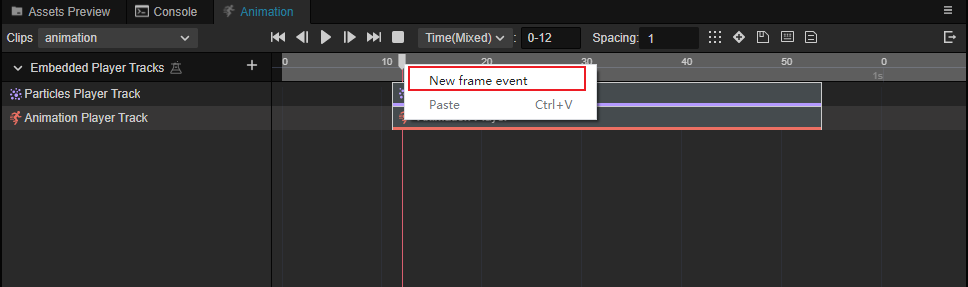 Assets Preview Console Animation
Clips animation Time(Mixed) : 0-12 Spacing: 1
Embedded Player Tracks 0 10 20 30 40 50 0
1s
New frame event
Particles Player Track
Paste Ctrl+V
Animation Player Track